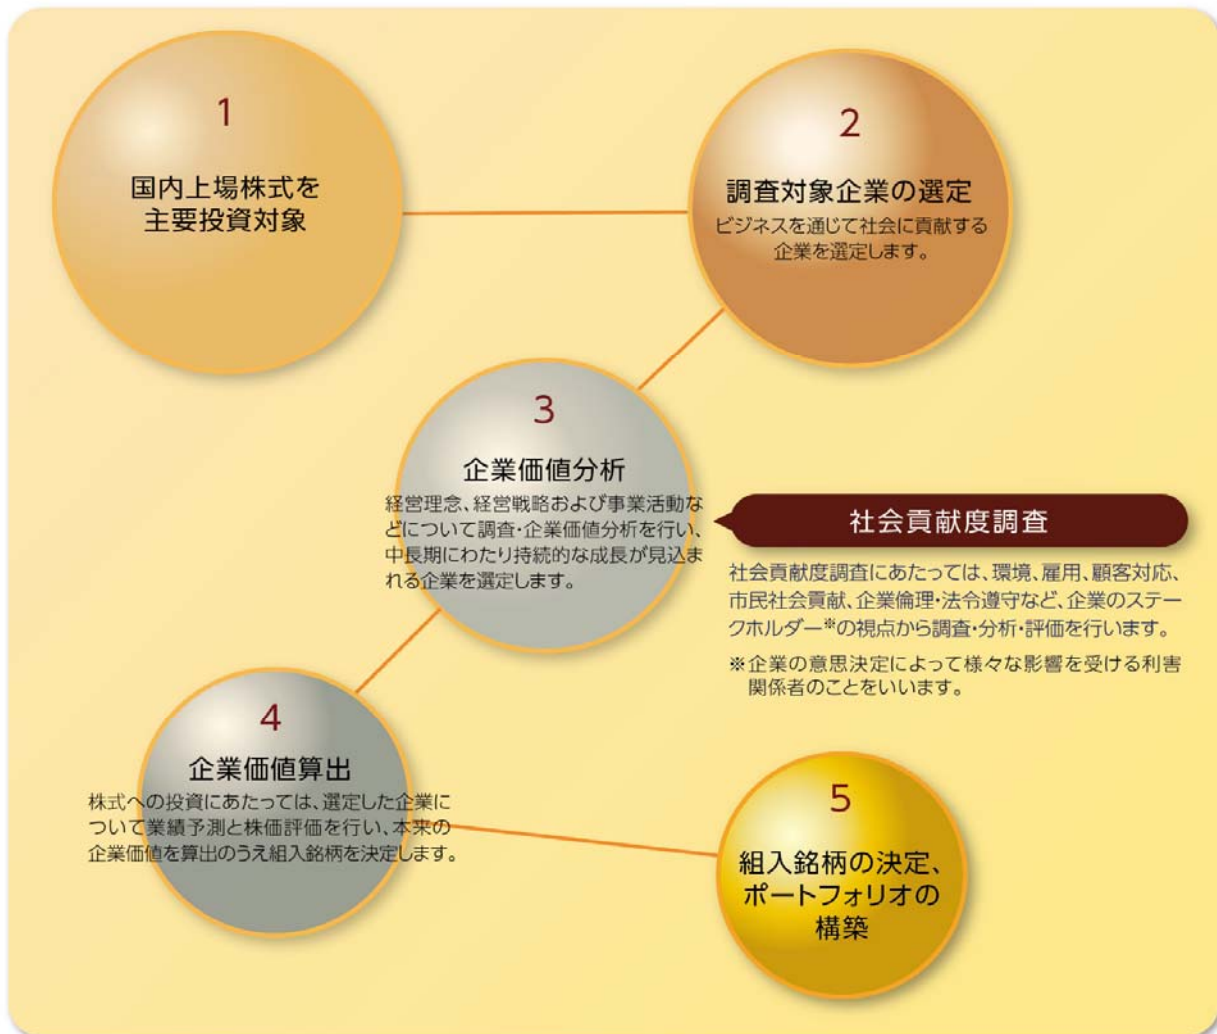 1
国内上場株式を
主要投資対象
2
調査対象企業の選定
ビジネスを通じて社会に貢献する
企業を選定します。
3
企業価値分析
経営理念、経営戦略および事業活動な
どについて調査・企業価値分析を行い、
中長期にわたり持続的な成長が見込ま
れる企業を選定します。
社会貢献度調査
社会貢献度調査にあたっては、環境、雇用、顧客対応、
市民社会貢献、企業倫理・法令遵守など、企業のステー
クホルダー※の視点から調査・分析・評価を行います。
※企業の意思決定によって様々な影響を受ける利害
関係者のことをいいます。
4
企業価値算出
株式への投資にあたっては、選定した企業に
ついて業績予測と株価評価を行い、本来の
企業価値を算出のうえ組入銘柄を決定します。
5
組入銘柄の決定、
ポートフォリオの
構築